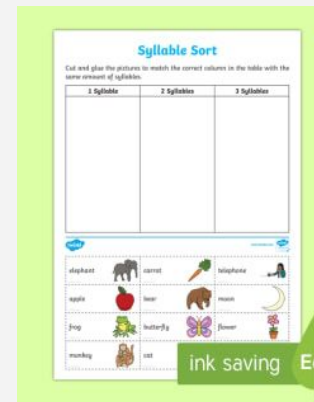 Syllable Sort
Cut and glue the pictures to match the correct column in the table with the
same amount of syllables.
1 Syllable 2 Syllables 3 Syllables
elephant carrot telephone
apple bear moon
frog butterfly flower
monkey cat
ink saving